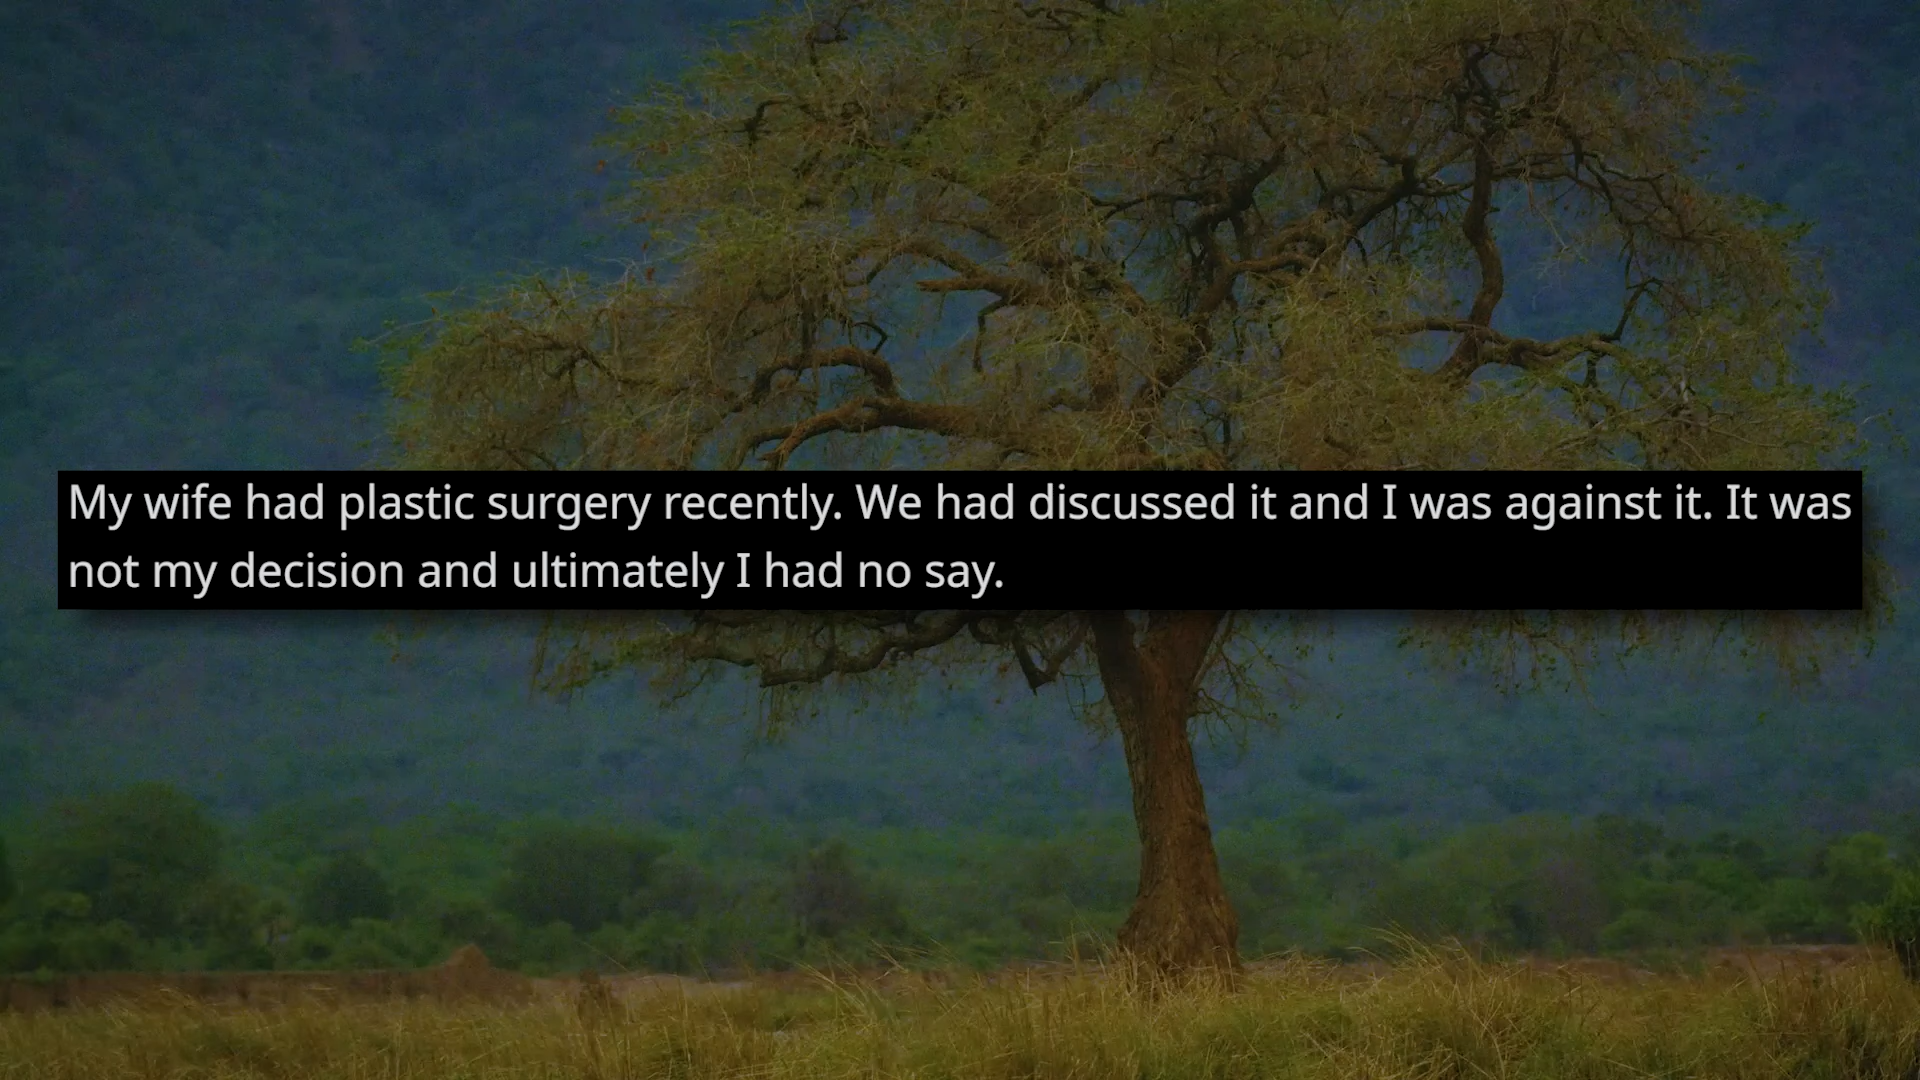 My wife had plastic surgery recently. We had discussed it and I was against it. It was
not my decision and ultimately I had no say.